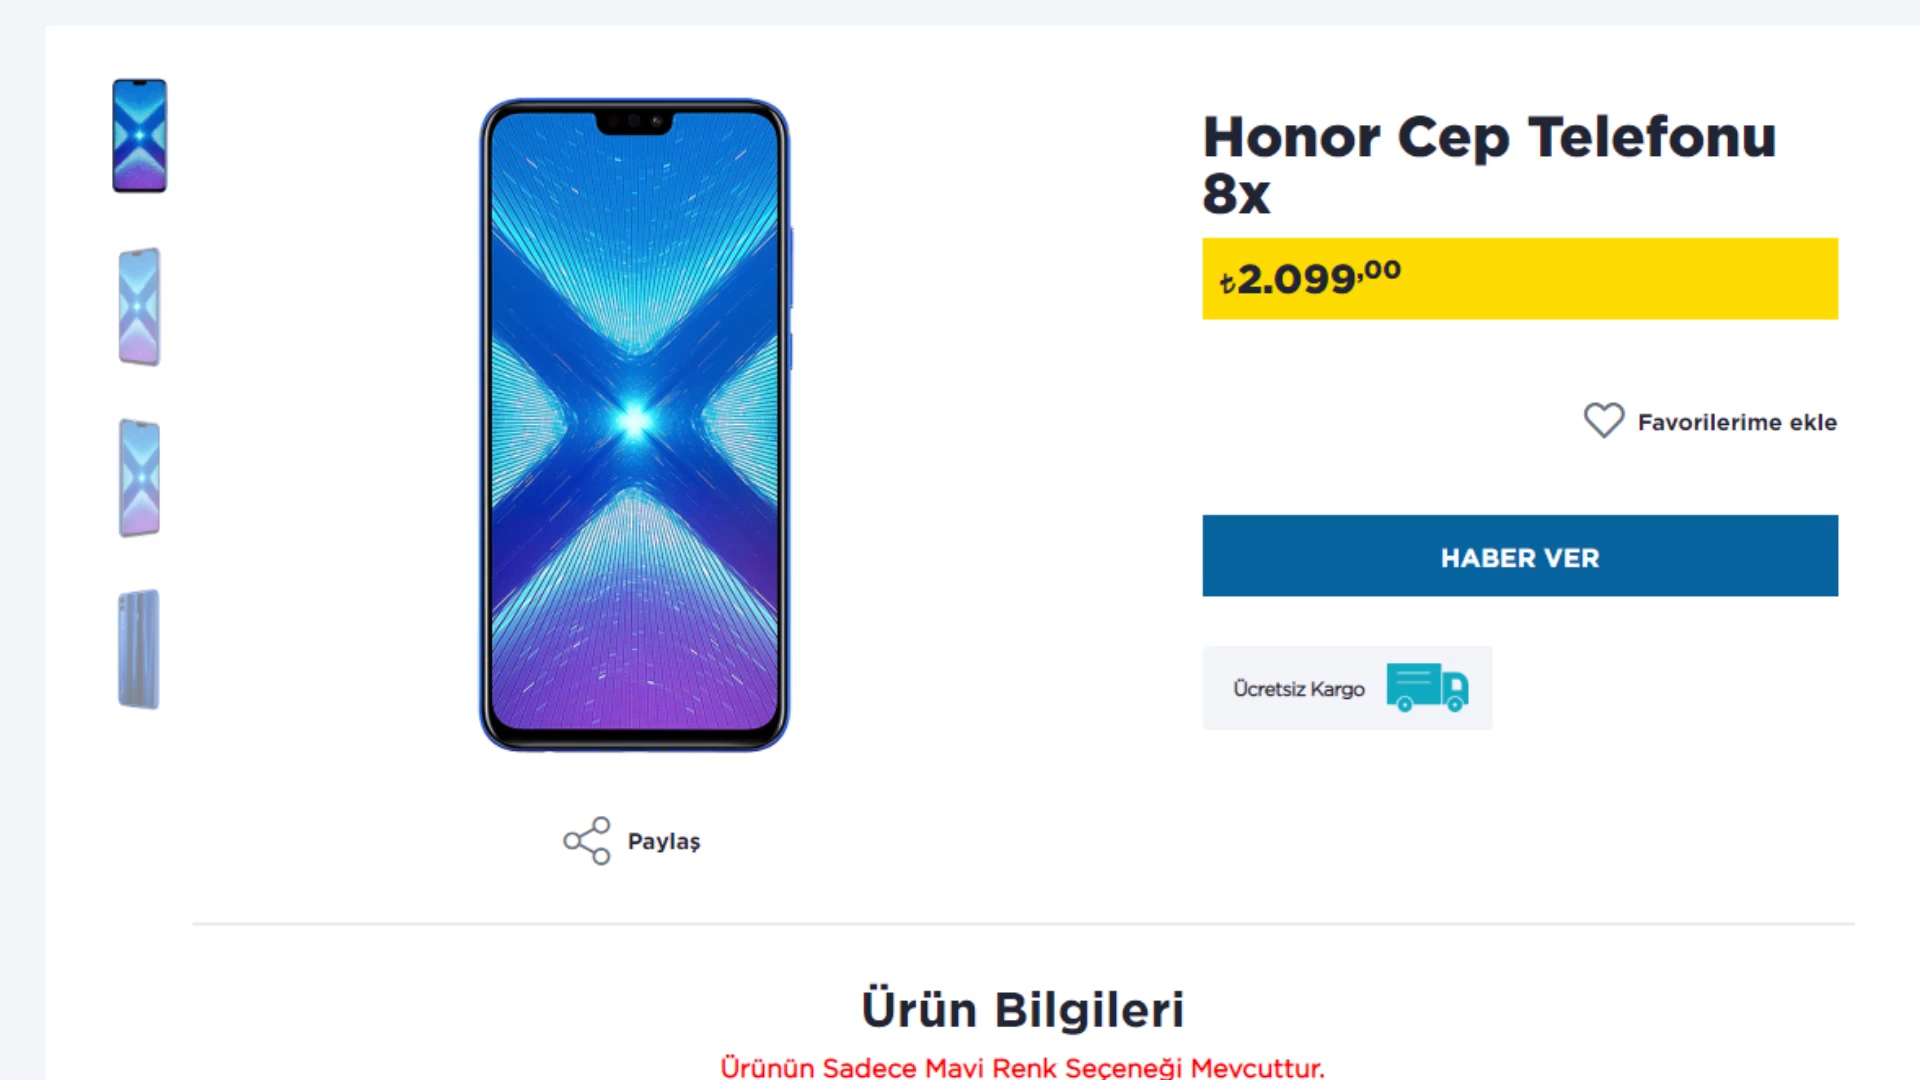 Honor Cep Telefonu
8x
₺2.099,00
Favorilerime ekle
HABER VER
Ücretsiz Kargo
Paylaş
Ürün Bilgileri
Ürünün Sadece Mavi Renk Seçeneği Mevcuttur.